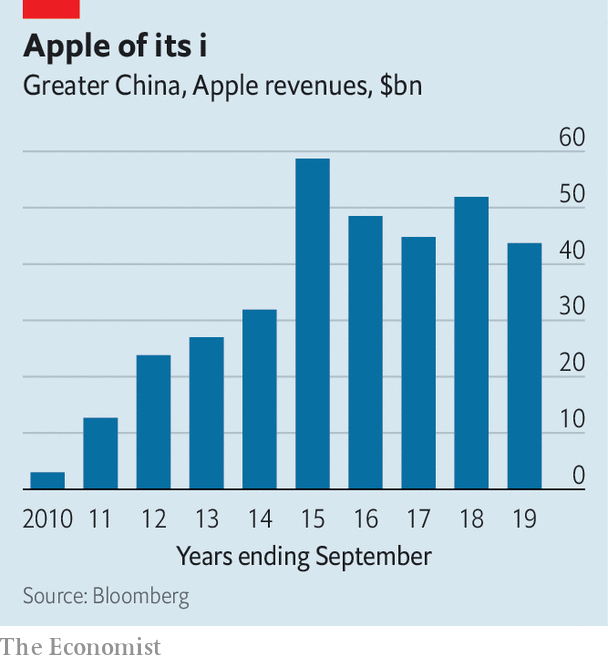 Apple of its i
Greater China, Apple revenues, $bn
60
50
40
30
20
10
0
2010 11 12 13 14 15 16 17 18 19
Years ending September
Source: Bloomberg
The Economist